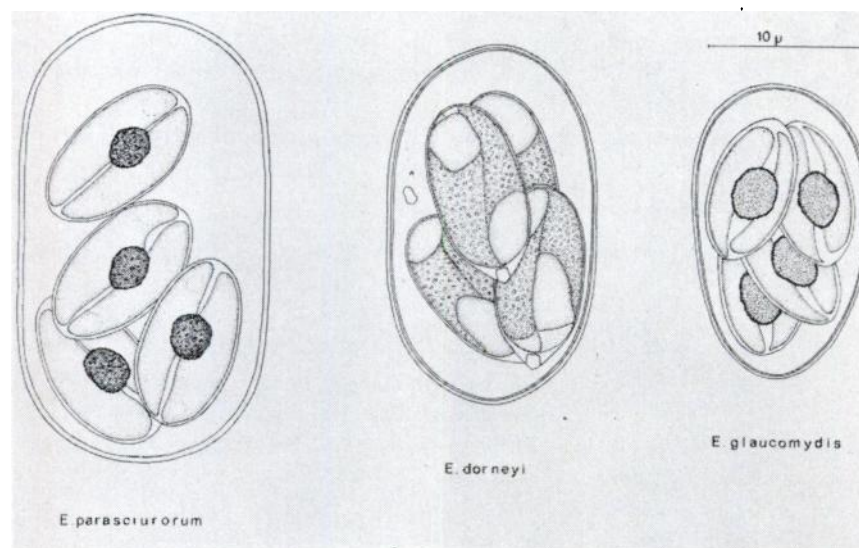 10 μ
E. glaucomydis
E. dorneyi
E. parasciurorum